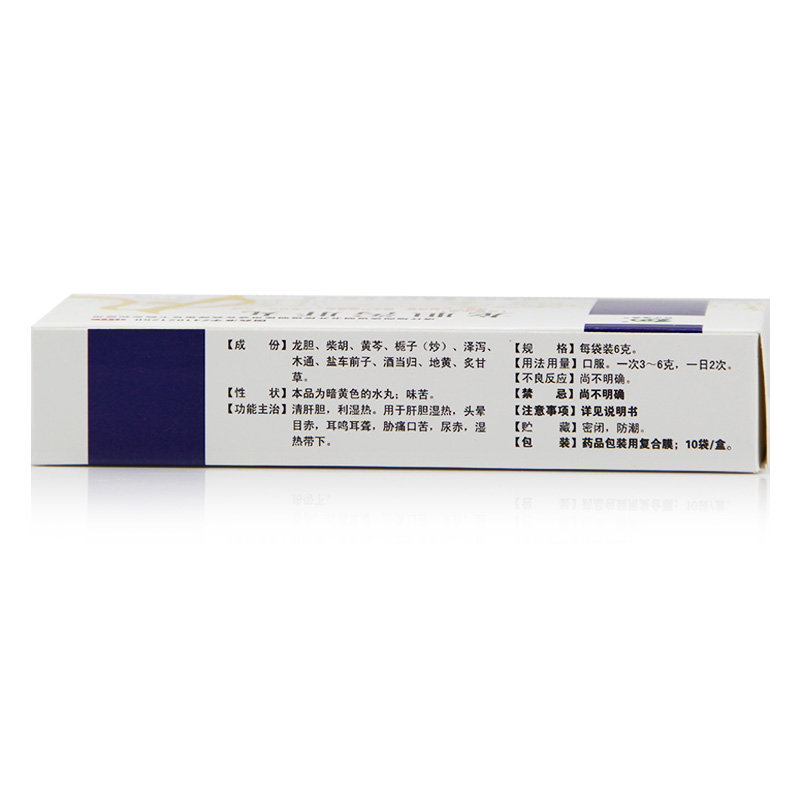 【成　份】龙胆、柴胡、黄芩、栀子（炒）、泽泻、
木通、盐车前子、酒当归、地黄、炙甘
草。
【性　状】本品为暗黄色的水丸；味苦。
【功能主治】清肝胆，利湿热。用于肝胆湿热，头晕
目赤，耳鸣耳聋，胁痛口苦，尿赤，湿
热带下。
【规　格】每袋装6克。
【用法用量】口服。一次3～6克，一日2次。
【不良反应】尚不明确。
【禁　忌】尚不明确
【注意事项】详见说明书
【贮　藏】密闭，防潮。
【包　装】药品包装用复合膜；10袋/盒。